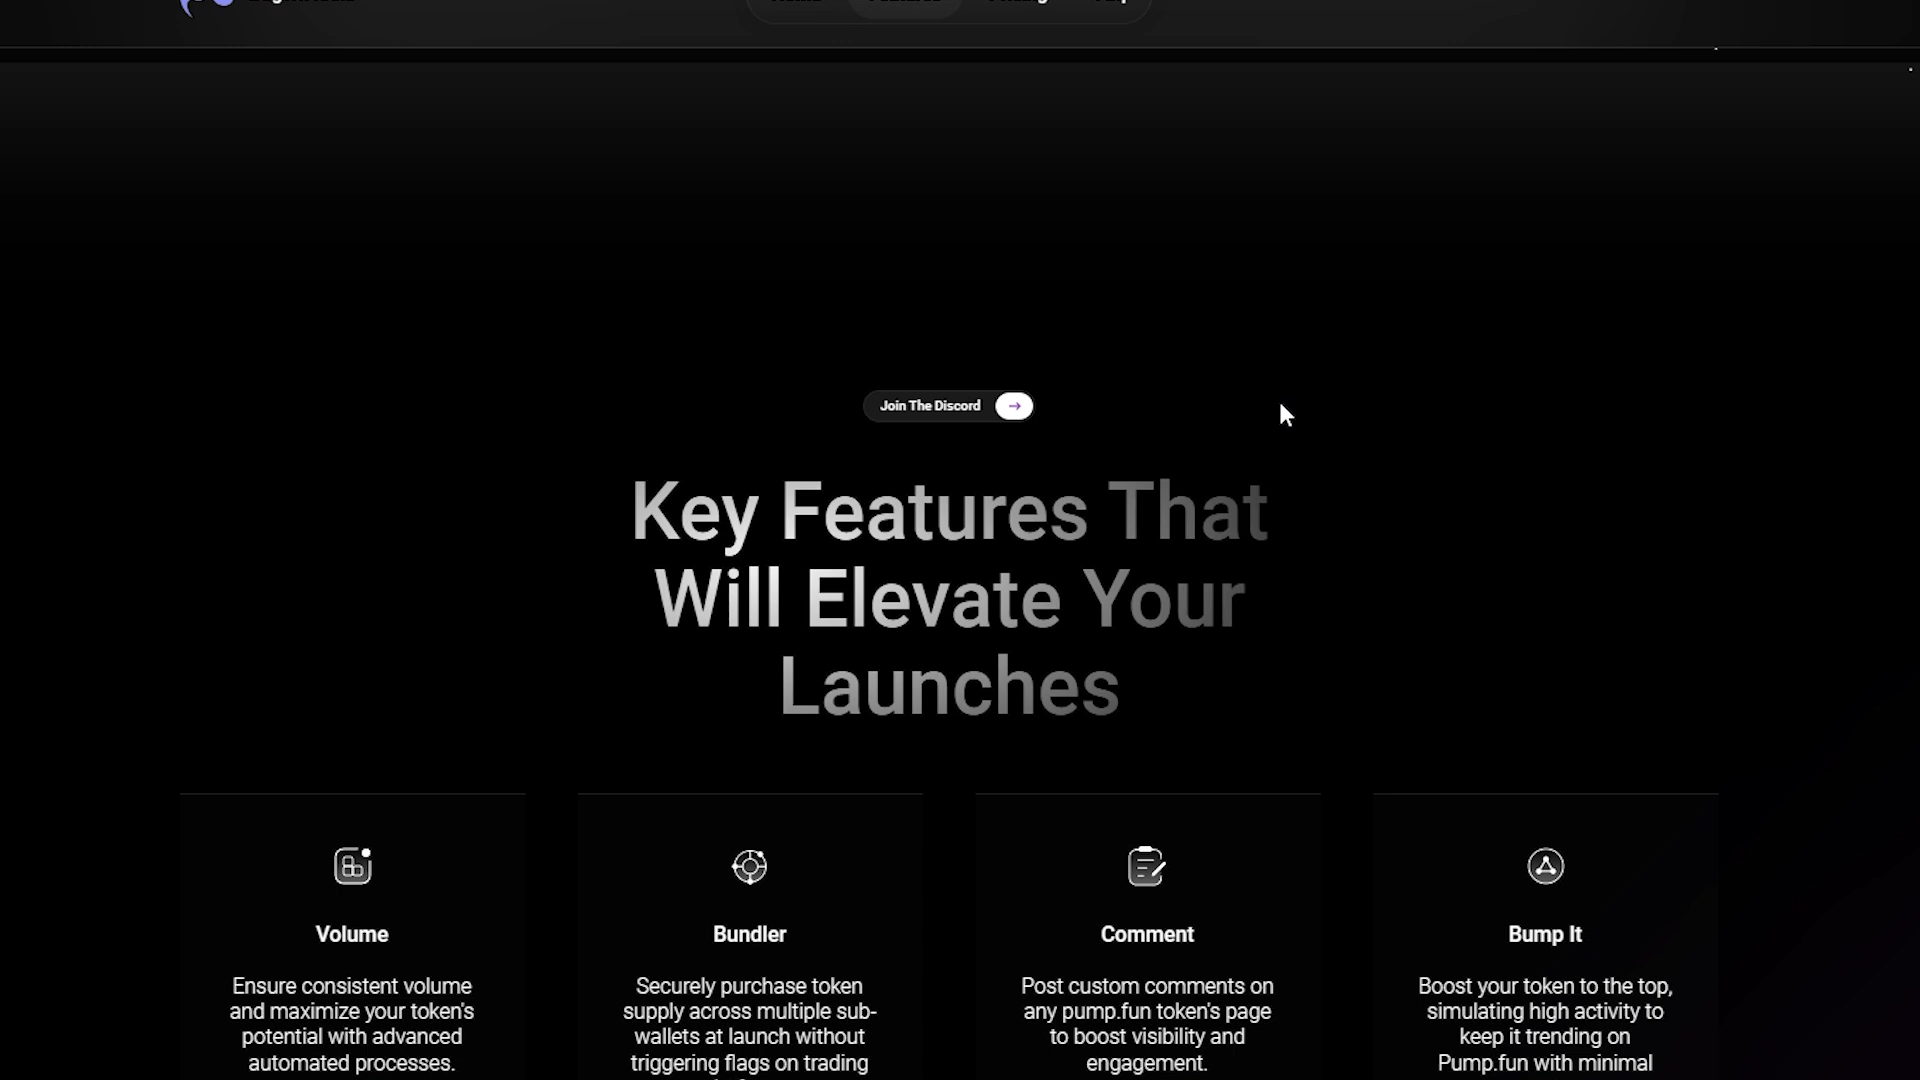 Join The Discord
Key Features That
Will Elevate Your
Launches
Volume
Ensure consistent volume
and maximize your token's
potential with advanced
automated processes.
Bundler
Securely purchase token
supply across multiple sub-
wallets at launch without
triggering flags on trading
Comment
Post custom comments on
any pump.fun token's page
to boost visibility and
engagement.
Bump It
Boost your token to the top,
simulating high activity to
keep it trending on
Pump.fun with minimal